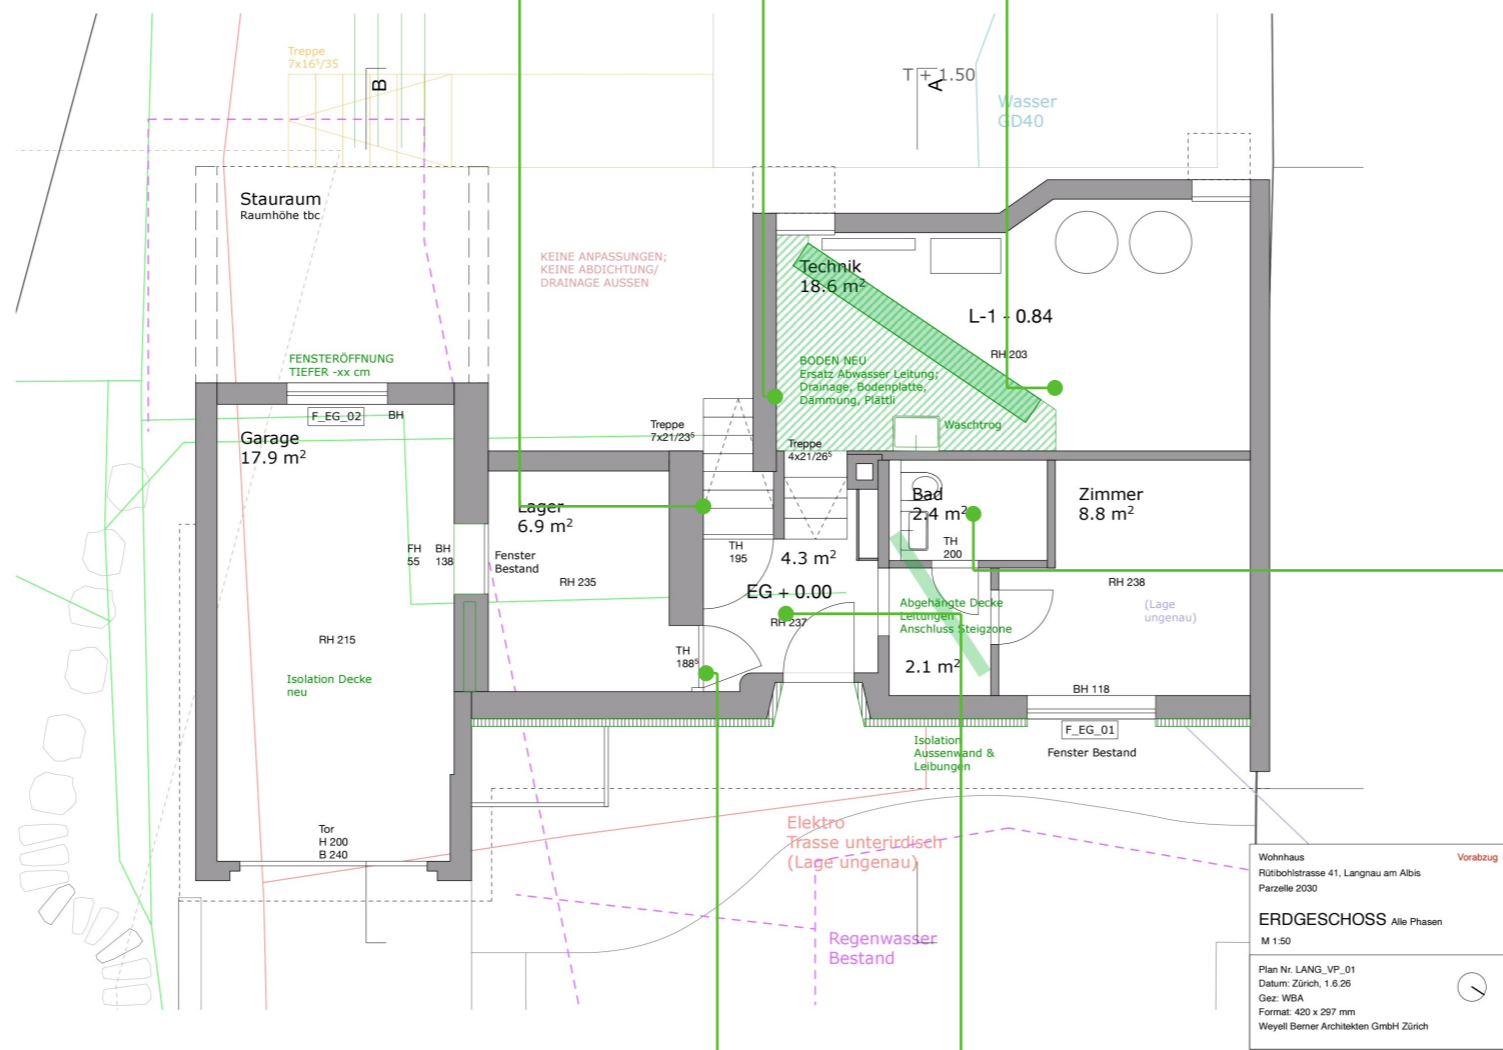 Treppe
7x16⁵/35
B
T + 1.50
A
Wasser
GD40
Stauraum
Raumhöhe tbc
KEINE ANPASSUNGEN;
KEINE ABDICHTUNG/
DRAINAGE AUSSEN
Technik
18.6 m²
L-1 - 0.84
RH 203
FENSTERÖFFNUNG
TIEFER -xx cm
BODEN NEU
Ersatz Abwasser Leitung;
Drainage, Bodenplatte,
Dämmung, Plättli
F_EG_02
BH
Waschtrog
Garage
17.9 m²
Treppe
7x21/23⁵
Treppe
4x21/26⁵
Lager
6.9 m²
Bad
2.4 m²
Zimmer
8.8 m²
FH
55
BH
138
Fenster
Bestand
TH
195
4.3 m²
TH
200
RH 235
EG + 0.00
RH 238
RH 237
Abgehängte Decke
Leitungen
Anschluss Steigzone
(Lage
ungenau)
RH 215
TH
188⁵
2.1 m²
Isolation Decke
neu
BH 118
F_EG_01
Fenster Bestand
Isolation
Aussenwand &
Leibungen
Tor
H 200
B 240
Elektro
Trasse unterirdisch
(Lage ungenau)
Regenwasser
Bestand
Wohnhaus
Vorabzug
Rütibohlstrasse 41, Langnau am Albis
Parzelle 2030
ERDGESCHOSS Alle Phasen
M 1:50
Plan Nr. LANG_VP_01
Datum: Zürich, 1.6.26
Gez: WBA
Format: 420 x 297 mm
Weyell Berner Architekten GmbH Zürich